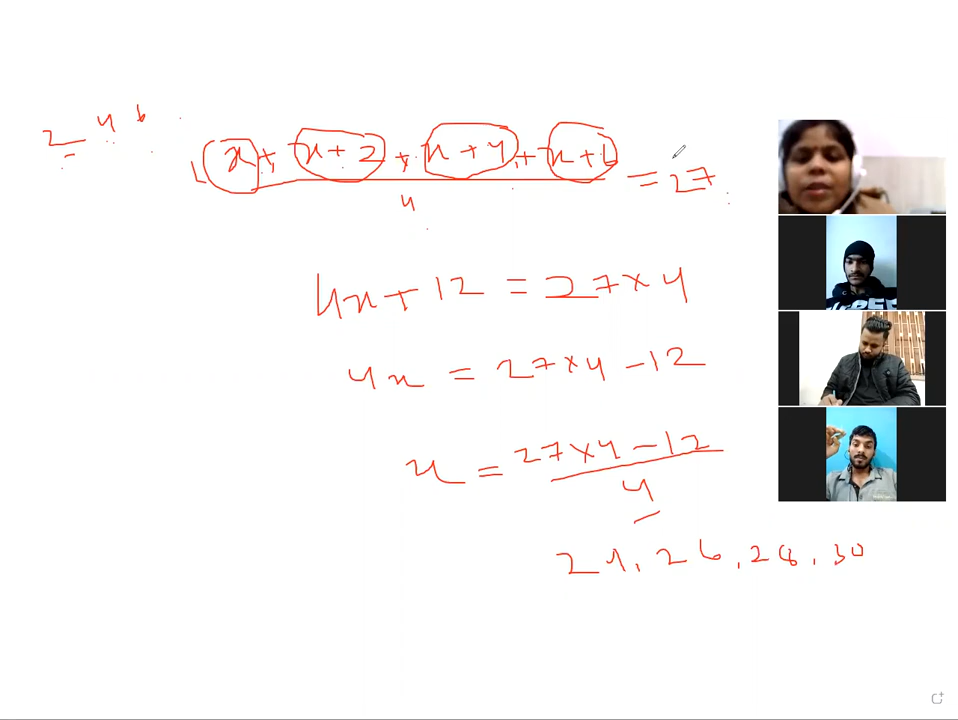 2 4 6
x + x + 2 + x + 4 + x + 6 = 27
4
4x + 12 = 27 × 4
4x = 27 × 4 - 12
x = 27 × 4 - 12
4
24, 26, 28, 30